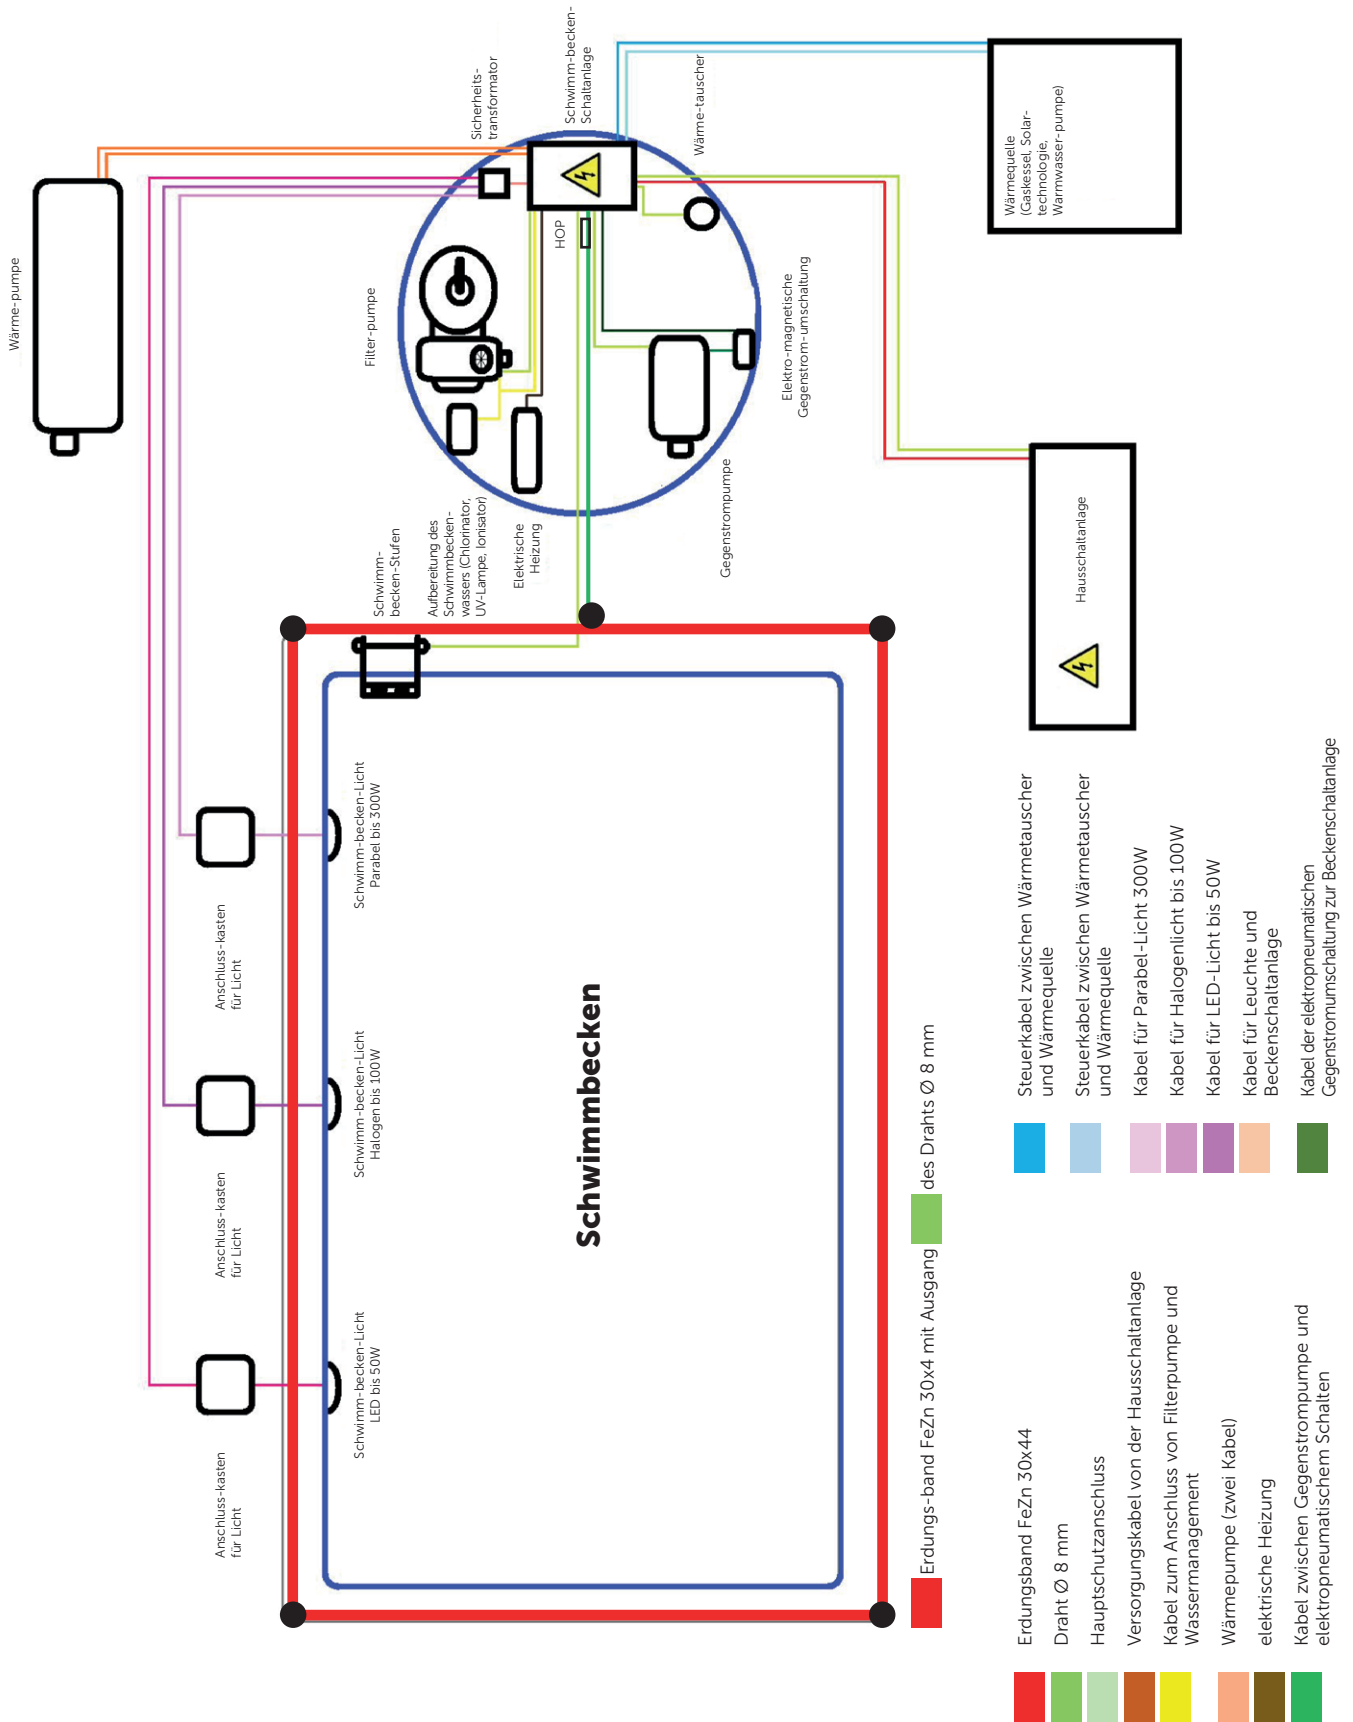 Wärme-pumpe
Sicherheits-
transformator
Schwimm-becken-
Schaltanlage
Wärme-tauscher
Wärmequelle
(Gaskessel, Solar-
technologie,
Warmwasser-pumpe)
Filter-pumpe
HOP
Elektro-magnetische
Gegenstrom-umschaltung
Schwimm-
becken-Stufen
Aufbereitung des
Schwimmbecken-
wassers (Chlorinator,
UV-Lampe, Ionisator)
Elektrische
Heizung
Gegenstrompumpe
Hausschaltanlage
Anschluss-kasten
für Licht
Schwimm-becken-Licht
Parabel bis 300W
Anschluss-kasten
für Licht
Schwimm-becken-Licht
Halogen bis 100W
Anschluss-kasten
für Licht
Schwimm-becken-Licht
LED bis 50W
Schwimmbecken
Erdungs-band FeZn 30x4 mit Ausgang des Drahts Ø 8 mm
Erdungsband FeZn 30x44
Draht Ø 8 mm
Hauptschutzanschluss
Versorgungskabel von der Hausschaltanlage
Kabel zum Anschluss von Filterpumpe und
Wassermanagement
Wärmepumpe (zwei Kabel)
elektrische Heizung
Kabel zwischen Gegenstrompumpe und
elektropneumatischem Schalten
Steuerkabel zwischen Wärmetauscher
und Wärmequelle
Steuerkabel zwischen Wärmetauscher
und Wärmequelle
Kabel für Parabel-Licht 300W
Kabel für Halogenlicht bis 100W
Kabel für LED-Licht bis 50W
Kabel für Leuchte und
Beckenschaltanlage
Kabel der elektropneumatischen
Gegenstromumschaltung zur Beckenschaltanlage